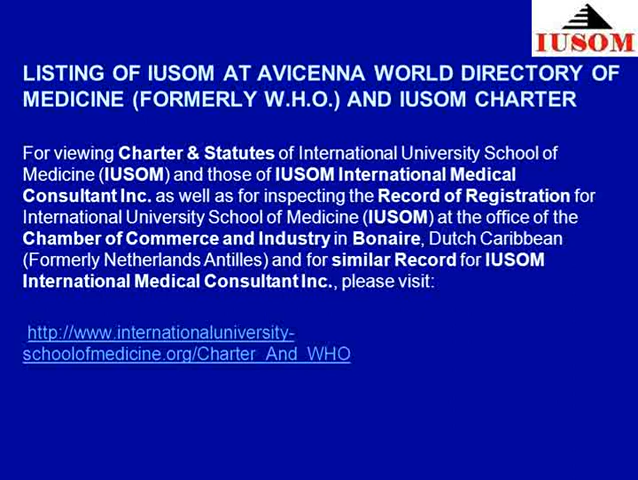 IUSOM
LISTING OF IUSOM AT AVICENNA WORLD DIRECTORY OF
MEDICINE (FORMERLY W.H.O.) AND IUSOM CHARTER
For viewing Charter & Statutes of International University School of
Medicine (IUSOM) and those of IUSOM International Medical
Consultant Inc. as well as for inspecting the Record of Registration for
International University School of Medicine (IUSOM) at the office of the
Chamber of Commerce and Industry in Bonaire, Dutch Caribbean
(Formerly Netherlands Antilles) and for similar Record for IUSOM
International Medical Consultant Inc., please visit:
http://www.internationaluniversity-
schoolofmedicine.org/Charter_And_WHO